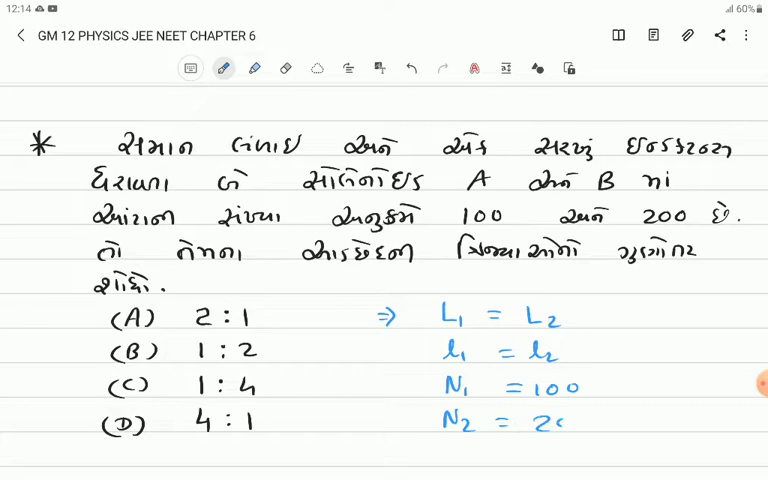 12:14
60%
GM 12 PHYSICS JEE NEET CHAPTER 6
* સમાન લંબાઇ અને એક સરખું ઇન્ડક્ટન્સ
ધરાવતા બે સોલેનોઇડ A અને B નાં
આંટાની સંખ્યા અનુક્રમે 100 અને 200 છે.
તો તેમના આડછેદની ત્રિજ્યાઓનો ગુણોત્તર
શોધો.
(A) 2 : 1 ⇒ L₁ = L₂
(B) 1 : 2 l₁ = l₂
(C) 1 : 4 N₁ = 100
(D) 4 : 1 N₂ = 20